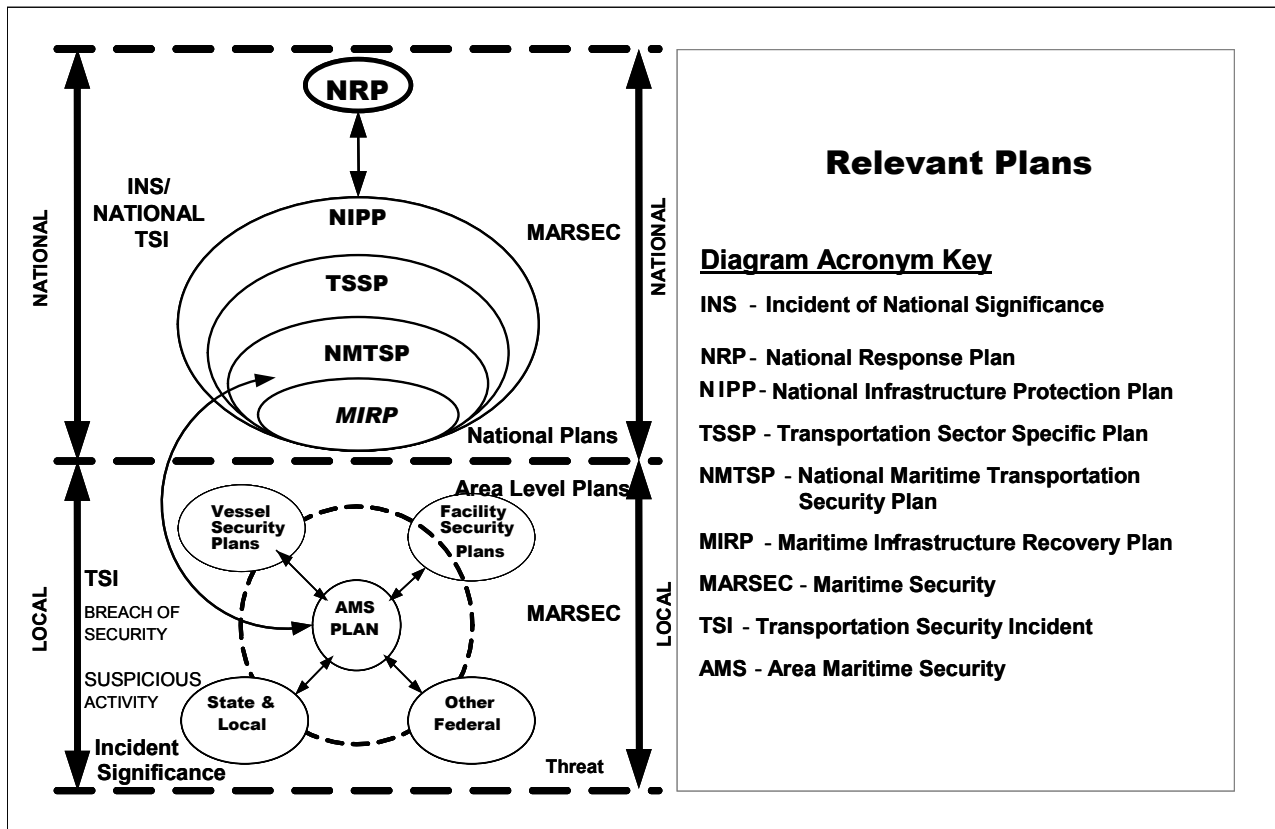 NRP
INS/
NATIONAL
TSI
NATIONAL
NIPP
MARSEC
NATIONAL
TSSP
NMTSP
MIRP
National Plans
Area Level Plans
Vessel
Security
Plans
Facility
Security
Plans
TSI
BREACH OF
SECURITY
LOCAL
AMS
PLAN
MARSEC
LOCAL
SUSPICIOUS
ACTIVITY
State &
Local
Other
Federal
Incident
Significance
Threat
Relevant Plans
Diagram Acronym Key
INS - Incident of National Significance
NRP - National Response Plan
NIPP - National Infrastructure Protection Plan
TSSP - Transportation Sector Specific Plan
NMTSP - National Maritime Transportation
Security Plan
MIRP - Maritime Infrastructure Recovery Plan
MARSEC - Maritime Security
TSI - Transportation Security Incident
AMS - Area Maritime Security